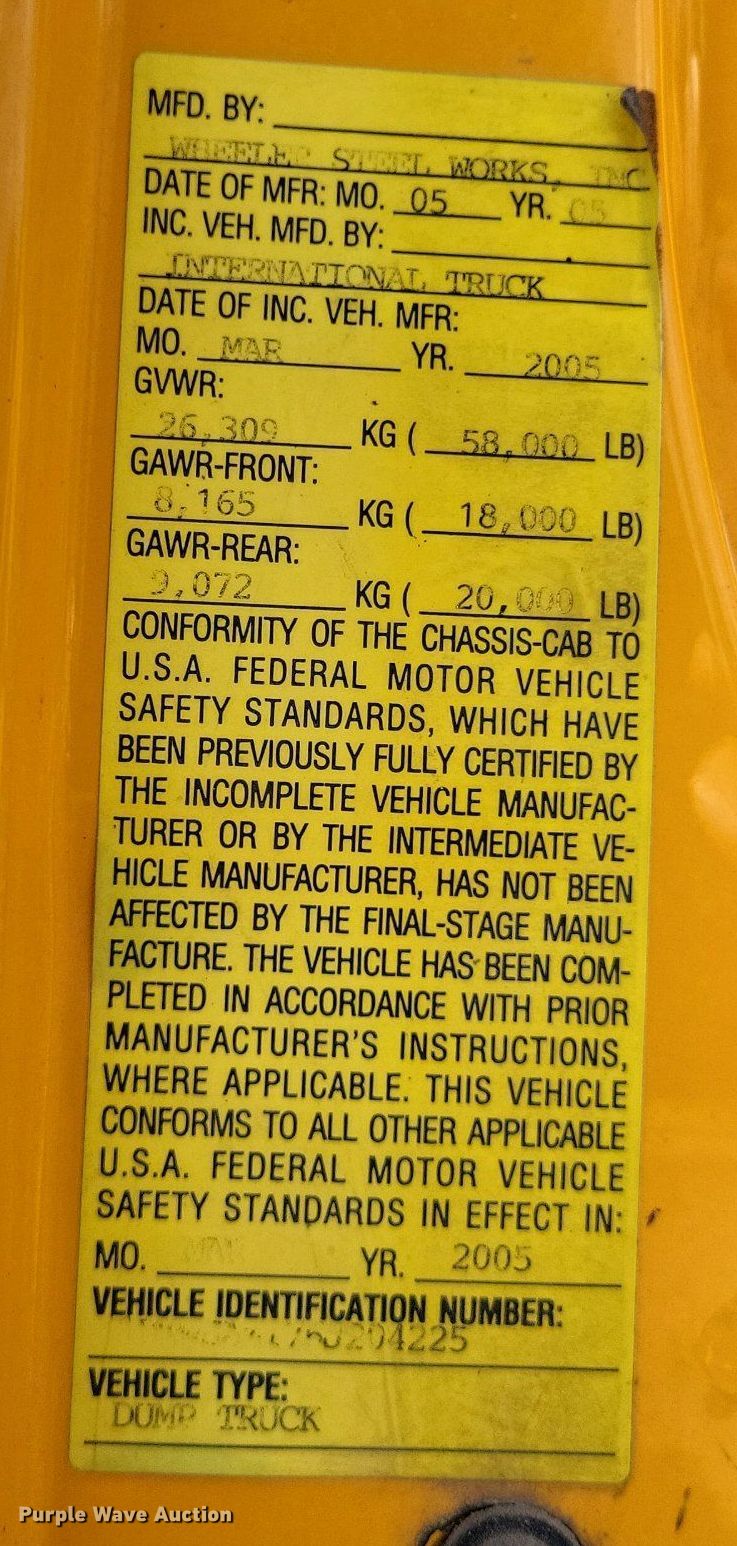 MFD. BY:
WHEELER STEEL WORKS, INC
DATE OF MFR: MO. 05 YR. 05
INC. VEH. MFD. BY:
INTERNATIONAL TRUCK
DATE OF INC. VEH. MFR:
MO. MAR YR. 2005
GVWR:
26,309 KG ( 58,000 LB)
GAWR-FRONT:
8,165 KG ( 18,000 LB)
GAWR-REAR:
9,072 KG ( 20,000 LB)
CONFORMITY OF THE CHASSIS-CAB TO
U.S.A. FEDERAL MOTOR VEHICLE
SAFETY STANDARDS, WHICH HAVE
BEEN PREVIOUSLY FULLY CERTIFIED BY
THE INCOMPLETE VEHICLE MANUFAC-
TURER OR BY THE INTERMEDIATE VE-
HICLE MANUFACTURER, HAS NOT BEEN
AFFECTED BY THE FINAL-STAGE MANU-
FACTURE. THE VEHICLE HAS BEEN COM-
PLETED IN ACCORDANCE WITH PRIOR
MANUFACTURER'S INSTRUCTIONS,
WHERE APPLICABLE. THIS VEHICLE
CONFORMS TO ALL OTHER APPLICABLE
U.S.A. FEDERAL MOTOR VEHICLE
SAFETY STANDARDS IN EFFECT IN:
MO. MAR YR. 2005
VEHICLE IDENTIFICATION NUMBER:
VEHICLE TYPE:
DUMP TRUCK
Purple Wave Auction